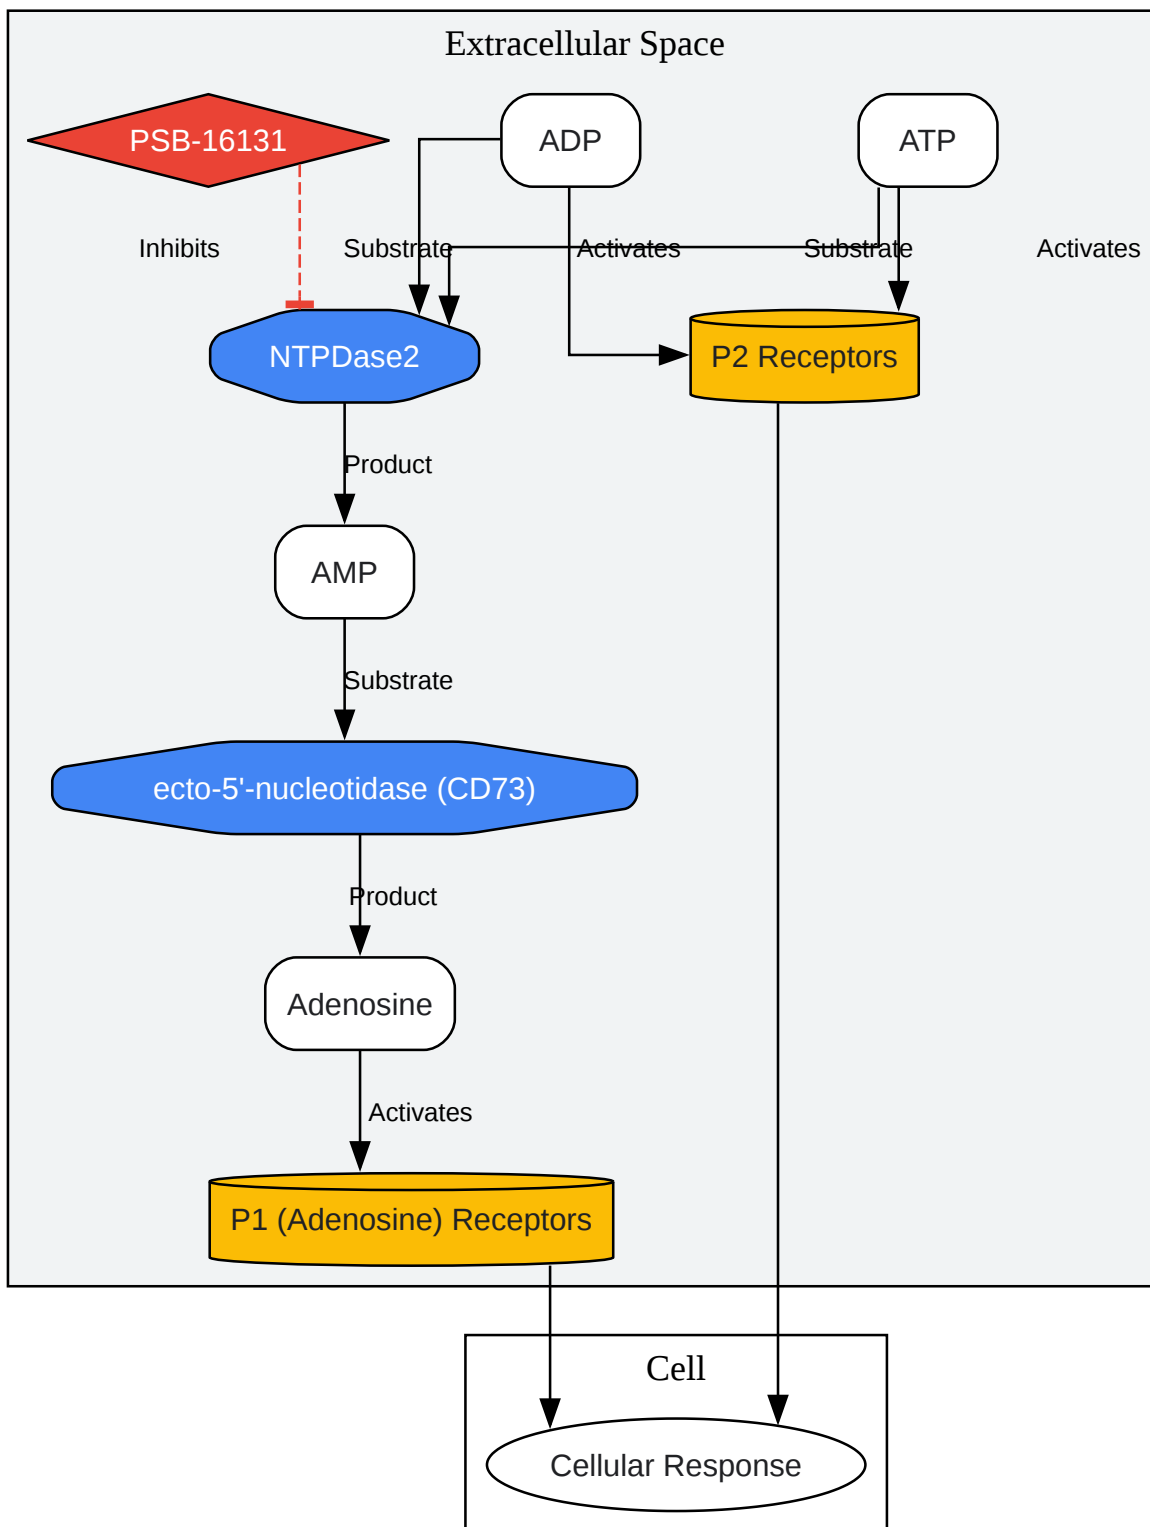 Extracellular Space
PSB-16131
ADP
ATP
Inhibits
Substrate
Activates
Substrate
Activates
NTPDase2
P2 Receptors
Product
AMP
Substrate
ecto-5'-nucleotidase (CD73)
Product
Adenosine
Activates
P1 (Adenosine) Receptors
Cell
Cellular Response